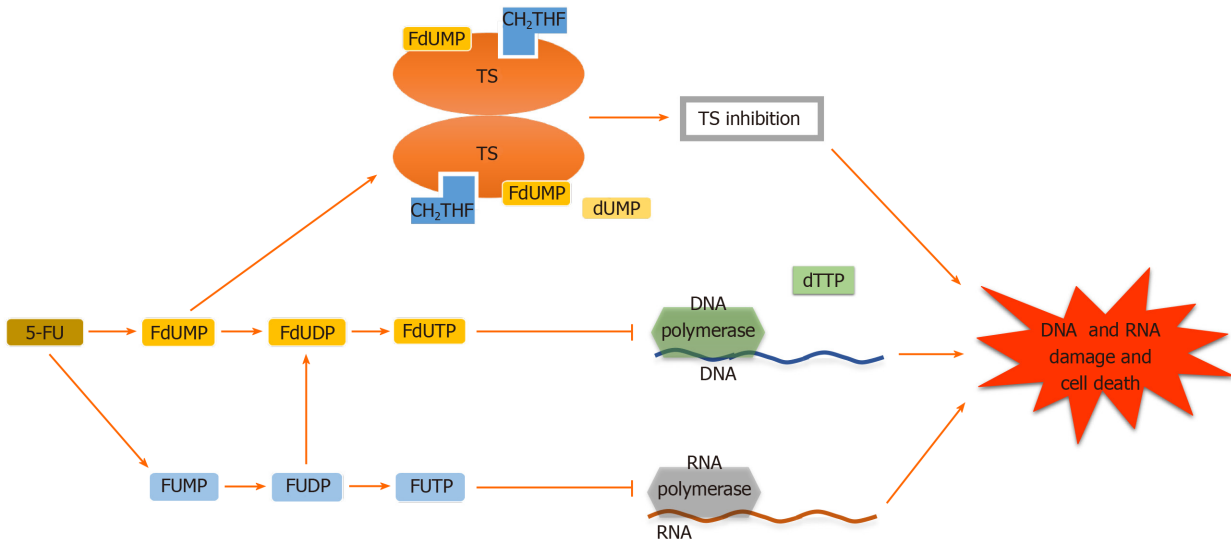 CH₂THF
FdUMP
TS
TS inhibition
TS
FdUMP
CH₂THF
dUMP
dTTP
DNA
polymerase
DNA
5-FU
FdUMP
FdUDP
FdUTP
DNA and RNA
damage and
cell death
FUMP
FUDP
FUTP
RNA
polymerase
RNA